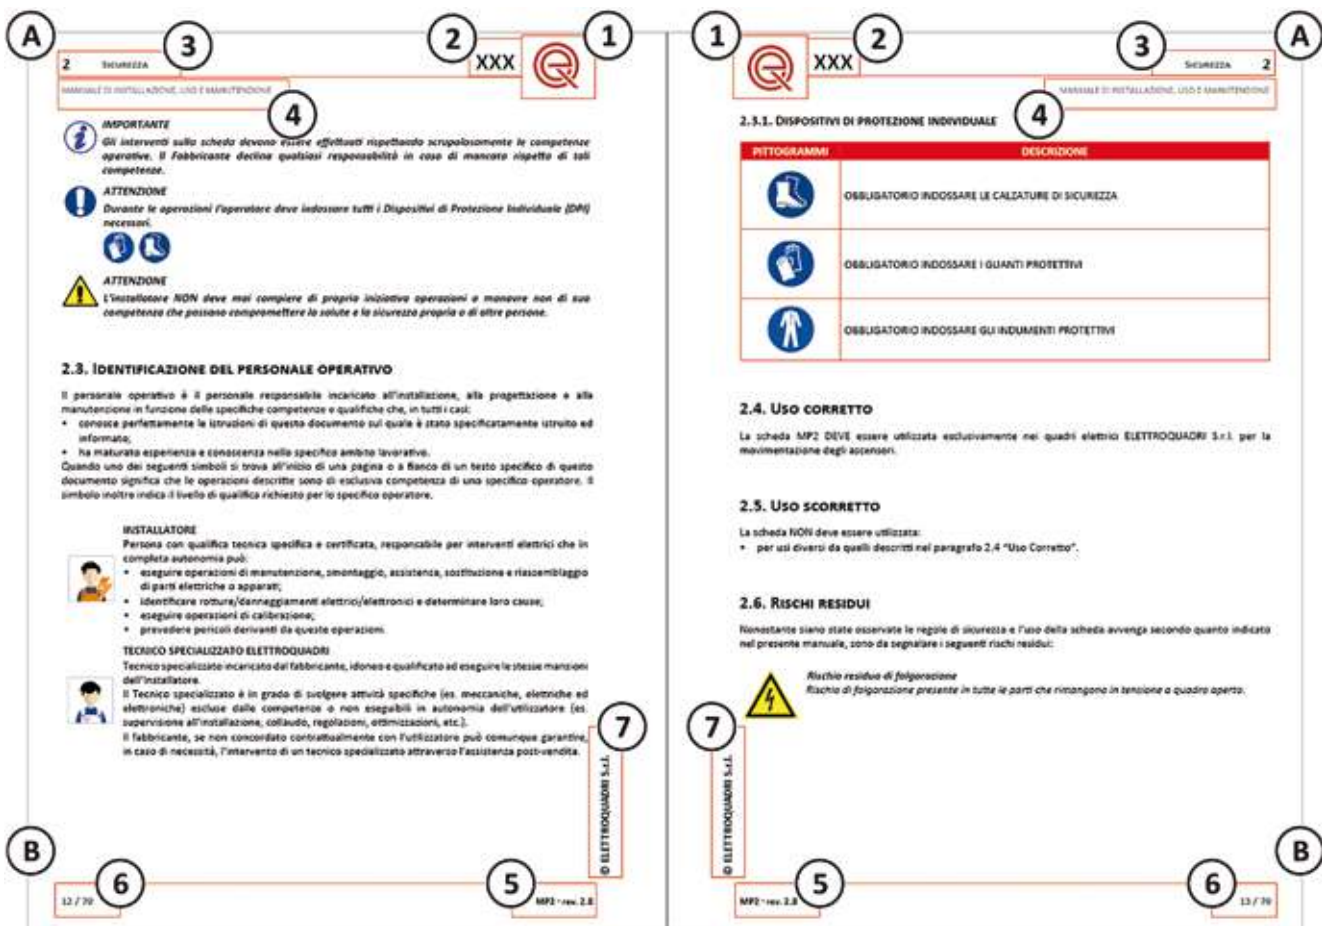 A
3
2
1
2 SICUREZZA
XXX
MANUALE DI INSTALLAZIONE, USO E MANUTENZIONE
4
IMPORTANTE
Gli interventi sulla scheda devono essere effettuati rispettando scrupolosamente le competenze
operative. Il Fabbricante declina qualsiasi responsabilità in caso di mancato rispetto di tali
competenze.
ATTENZIONE
Durante le operazioni l'operatore deve indossare tutti i Dispositivi di Protezione Individuale (DPI)
necessari.
ATTENZIONE
L'installatore NON deve mai compiere di propria iniziativa operazioni o manovre non di sua
competenza che possano compromettere la salute e la sicurezza propria o di altre persone.
2.3. IDENTIFICAZIONE DEL PERSONALE OPERATIVO
Il personale operativo è il personale responsabile incaricato all'installazione, alla progettazione e alla
manutenzione in funzione delle specifiche competenze e qualifiche che, in tutti i casi:
• conosce perfettamente le istruzioni di questo documento sul quale è stato specificatamente istruito ed
informato;
• ha maturato esperienza e conoscenza nello specifico ambito lavorativo.
Quando uno dei seguenti simboli si trova all'inizio di una pagina o a fianco di un testo specifico di questo
documento significa che le operazioni descritte sono di esclusiva competenza di una specifico operatore. Il
simbolo inoltre indica il livello di qualifica richiesto per lo specifico operatore.
INSTALLATORE
Persona con qualifica tecnica specifica e certificata, responsabile per interventi elettrici che in
completa autonomia può:
• eseguire operazioni di manutenzione, smontaggio, assistenza, sostituzione e riassemblaggio
di parti elettriche o apparati;
• identificare rotture/danneggiamenti elettrici/elettronici e determinare loro cause;
• eseguire operazioni di calibrazione;
• prevedere pericoli derivanti da queste operazioni.
TECNICO SPECIALIZZATO ELETTROQUADRI
Tecnico specializzato incaricato dal fabbricante, idoneo e qualificato ad eseguire le stesse mansioni
dell'installatore.
Il Tecnico specializzato è in grado di svolgere attività specifiche (es. meccaniche, elettriche ed
elettroniche) escluse dalle competenze o non eseguibili in autonomia dell'utilizzatore (es.
supervisione all'installazione, collaudo, regolazioni, ottimizzazioni, etc.).
Il fabbricante, se non concordato contrattualmente con l'utilizzatore può comunque garantire,
in caso di necessità, l'intervento di un tecnico specializzato attraverso l'assistenza post-vendita.
7
© ELETTROQUADRI S.r.l.
B
6
5
12 / 70
MP2 - rev. 2.8
1
2
3
A
XXX
SICUREZZA 2
MANUALE DI INSTALLAZIONE, USO E MANUTENZIONE
4
2.3.1. DISPOSITIVI DI PROTEZIONE INDIVIDUALE
PITTOGRAMMI DESCRIZIONE
OBBLIGATORIO INDOSSARE LE CALZATURE DI SICUREZZA
OBBLIGATORIO INDOSSARE I GUANTI PROTETTIVI
OBBLIGATORIO INDOSSARE GLI INDUMENTI PROTETTIVI
2.4. USO CORRETTO
La scheda MP2 DEVE essere utilizzata esclusivamente nei quadri elettrici ELETTROQUADRI S.r.l. per la
movimentazione degli ascensori.
2.5. USO SCORRETTO
La scheda NON deve essere utilizzata:
• per usi diversi da quelli descritti nel paragrafo 2.4 "Uso Corretto".
2.6. RISCHI RESIDUI
Nonostante siano state osservate le regole di sicurezza e l'uso della scheda avvenga secondo quanto indicato
nel presente manuale, sono da segnalare i seguenti rischi residui:
Rischio residuo di folgorazione
Rischio di folgorazione presente in tutte le parti che rimangono in tensione a quadro aperto.
7
© ELETTROQUADRI S.r.l.
B
5
6
MP2 - rev. 2.8
13 / 70